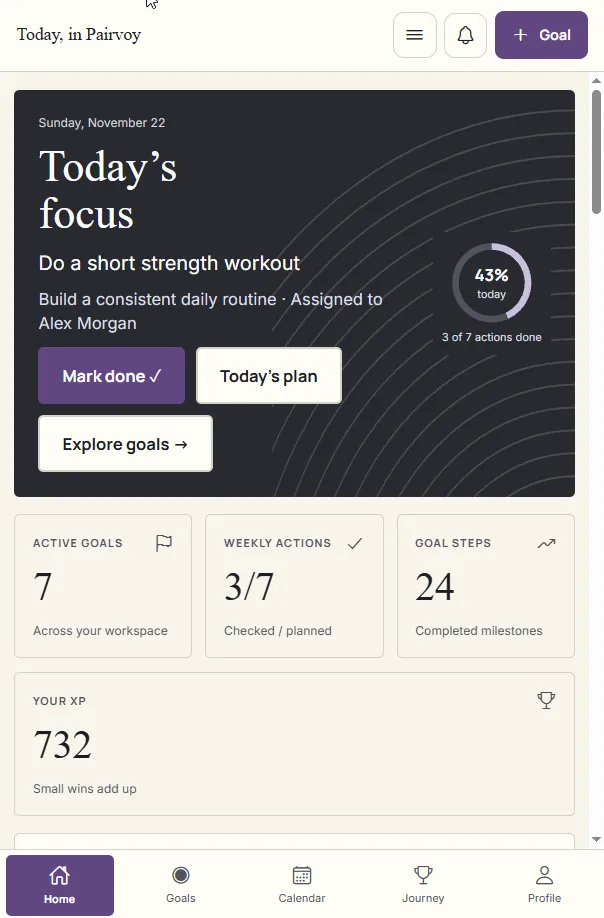 Today, in Pairvoy
Goal
Sunday, November 22
Today’s
focus
Do a short strength workout
Build a consistent daily routine · Assigned to
Alex Morgan
43%
today
3 of 7 actions done
Mark done ✓
Today’s plan
Explore goals →
ACTIVE GOALS
7
Across your workspace
WEEKLY ACTIONS
3/7
Checked / planned
GOAL STEPS
24
Completed milestones
YOUR XP
732
Small wins add up
Home
Goals
Calendar
Journey
Profile